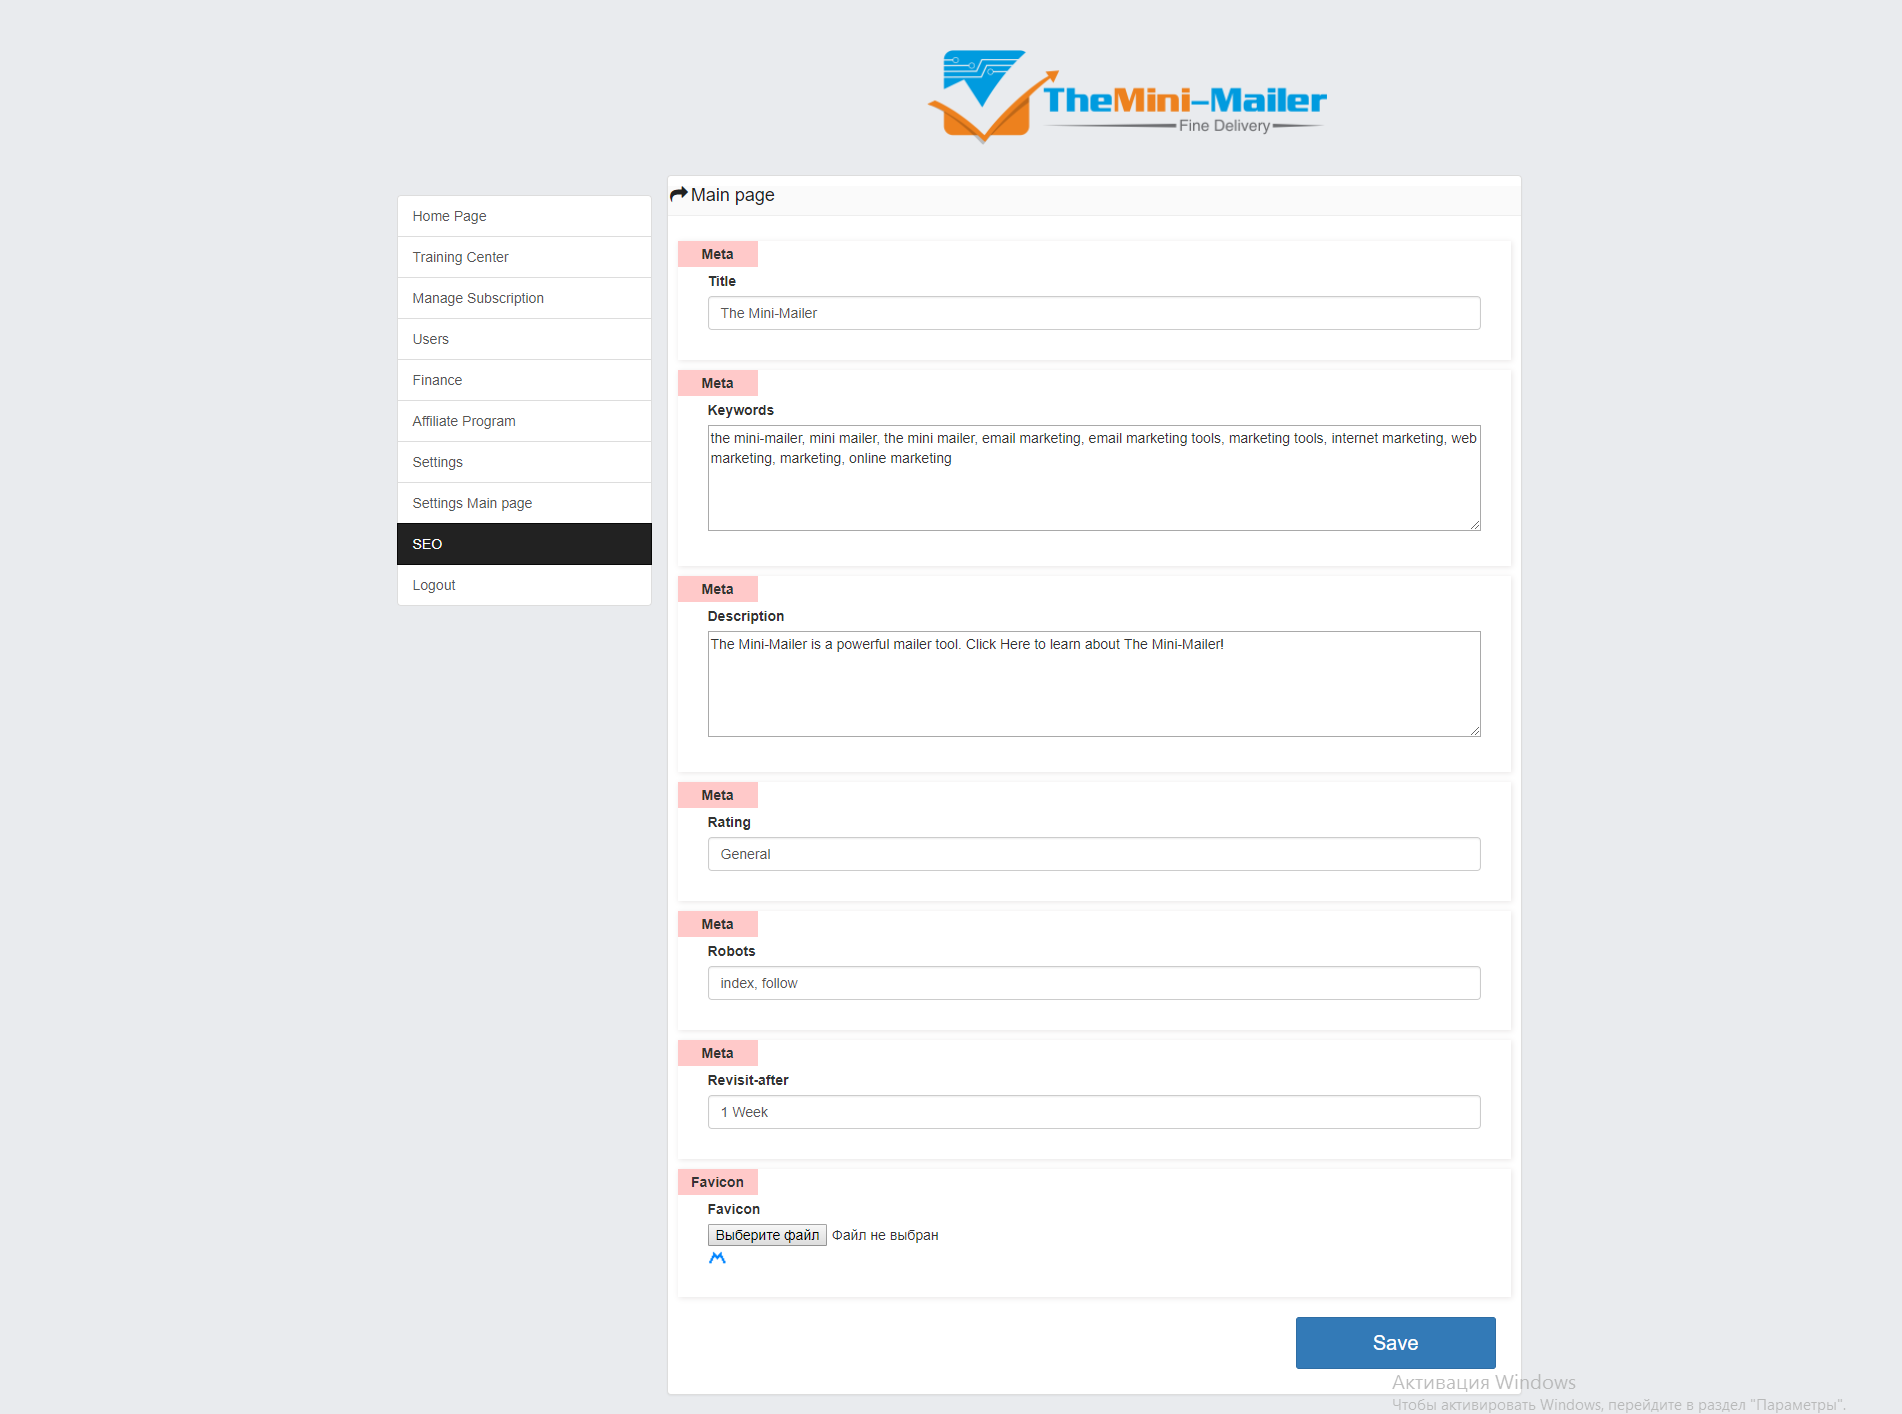 TheMini-Mailer
Fine Delivery
Home Page
Training Center
Manage Subscription
Users
Finance
Affiliate Program
Settings
Settings Main page
SEO
Logout
Main page
Meta
Title
The Mini-Mailer
Meta
Keywords
the mini-mailer, mini mailer, the mini mailer, email marketing, email marketing tools, marketing tools, internet marketing, web
marketing, marketing, online marketing
Meta
Description
The Mini-Mailer is a powerful mailer tool. Click Here to learn about The Mini-Mailer!
Meta
Rating
General
Meta
Robots
index, follow
Meta
Revisit-after
1 Week
Favicon
Favicon
Выберите файл Файл не выбран
Save
Активация Windows
Чтобы активировать Windows, перейдите в раздел "Параметры".